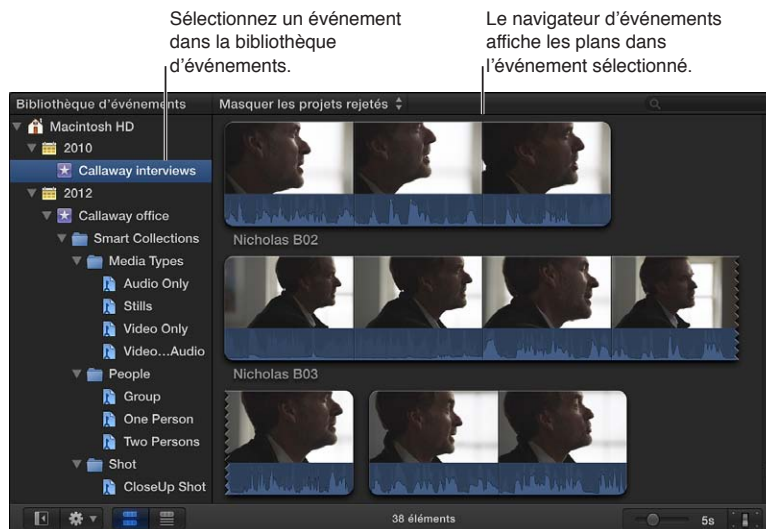 Sélectionnez un événement
dans la bibliothèque
d’événements.
Le navigateur d’événements
affiche les plans dans
l’événement sélectionné.
Bibliothèque d’événements
Masquer les projets rejetés
Macintosh HD
2010
Callaway interviews
2012
Callaway office
Smart Collections
Media Types
Audio Only
Stills
Video Only
Video...Audio
People
Group
One Person
Two Persons
Shot
CloseUp Shot
Nicholas B02
Nicholas B03
38 éléments
5s